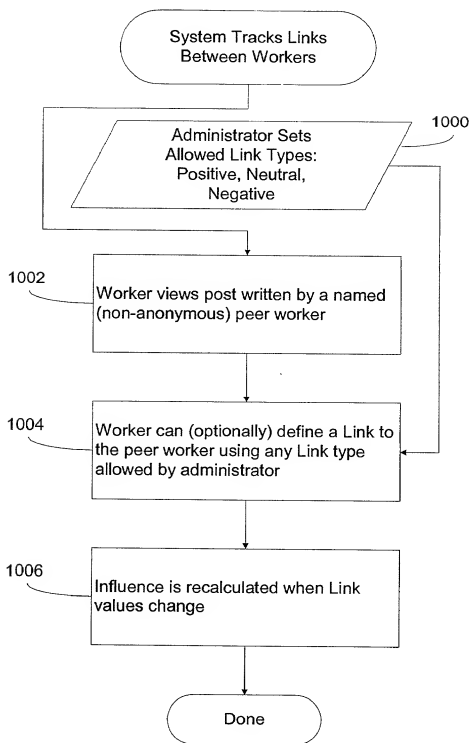 System Tracks Links
Between Workers
1000
Administrator Sets
Allowed Link Types:
Positive, Neutral,
Negative
1002
Worker views post written by a named
(non-anonymous) peer worker
1004
Worker can (optionally) define a Link to
the peer worker using any Link type
allowed by administrator
1006
Influence is recalculated when Link
values change
Done